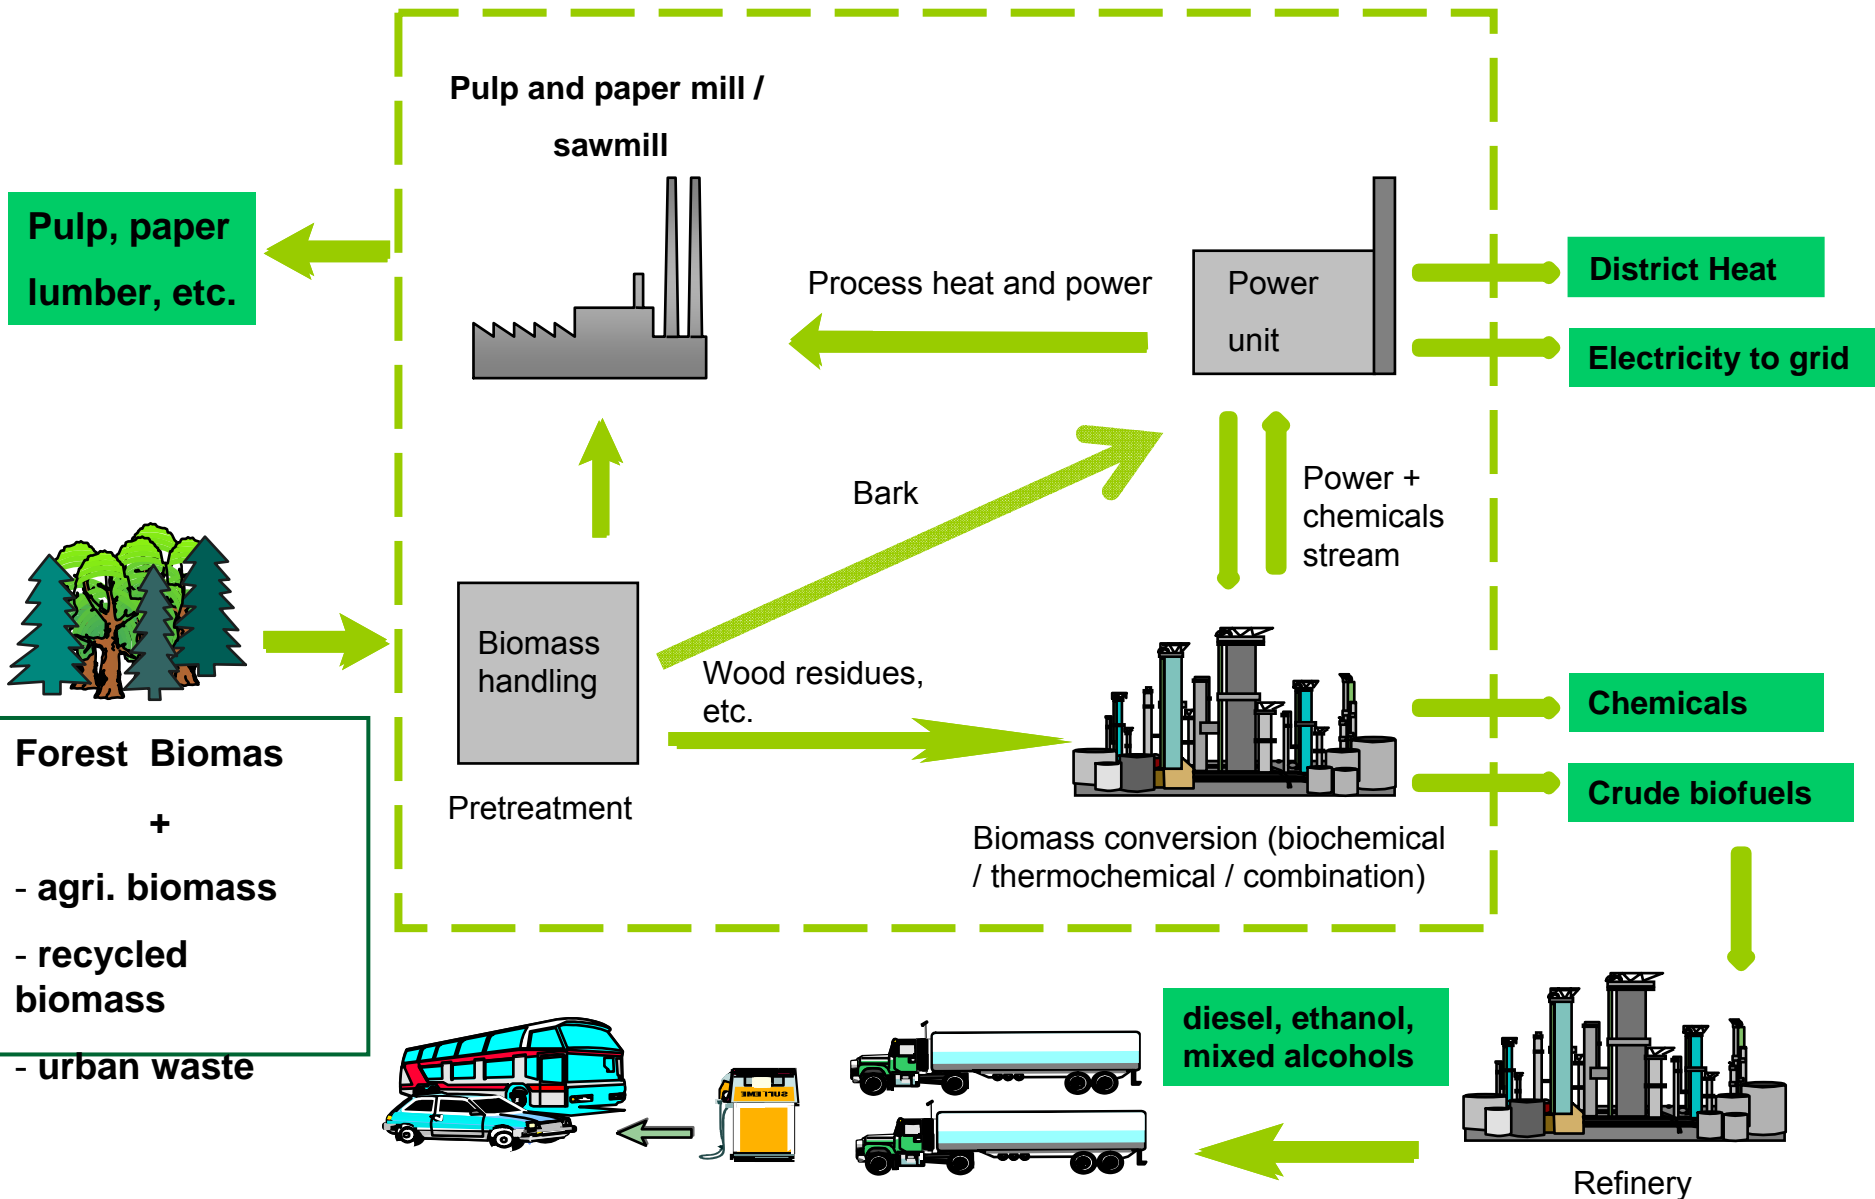 Pulp and paper mill /
sawmill
Pulp, paper
lumber, etc.
Process heat and power
Power
unit
District Heat
Electricity to grid
Bark
Power +
chemicals
stream
Biomass
handling
Wood residues,
etc.
Pretreatment
Chemicals
Crude biofuels
Biomass conversion (biochemical
/ thermochemical / combination)
Forest Biomas
+
- agri. biomass
- recycled
biomass
- urban waste
diesel, ethanol,
mixed alcohols
Refinery